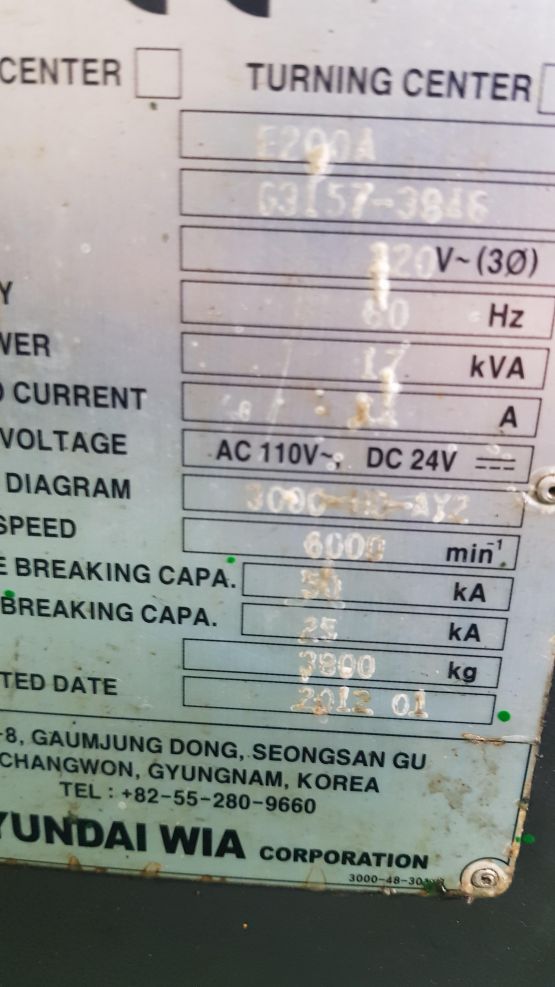 CENTER TURNING CENTER
E200A
G3157-3846
V~(3Ø)
Y 60 Hz
WER 17 kVA
CURRENT A
VOLTAGE AC 110V~, DC 24V
DIAGRAM
SPEED 6000 min-1
E BREAKING CAPA. 50 kA
BREAKING CAPA. 25 kA
3800 kg
TED DATE 2012 01
-8, GAUMJUNG DONG, SEONGSAN GU
CHANGWON, GYUNGNAM, KOREA
TEL : +82-55-280-9660
YUNDAI WIA CORPORATION